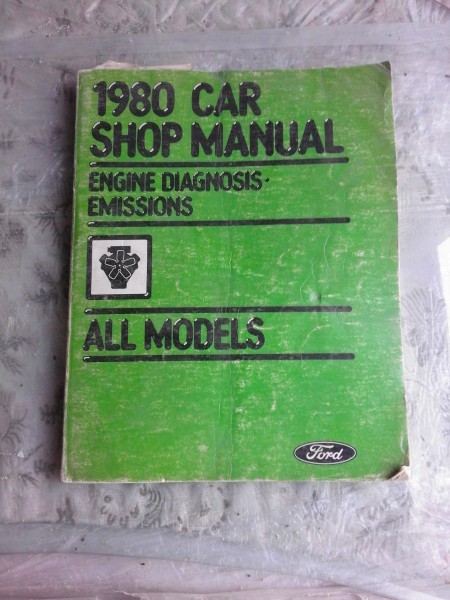 1980 CAR
SHOP MANUAL
ENGINE DIAGNOSIS·
EMISSIONS
ALL MODELS
Ford